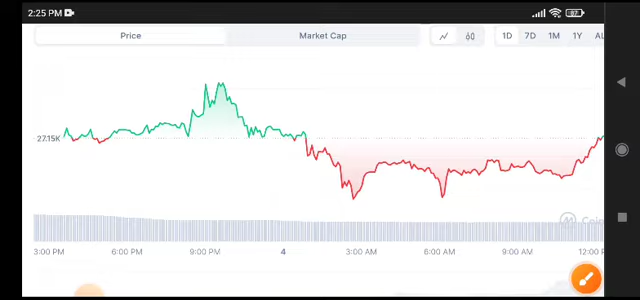 2:25 PM 87
Price Market Cap 1D 7D 1M 1Y
27.15K
3:00 PM 6:00 PM 9:00 PM 4 3:00 AM 6:00 AM 9:00 AM 12:00